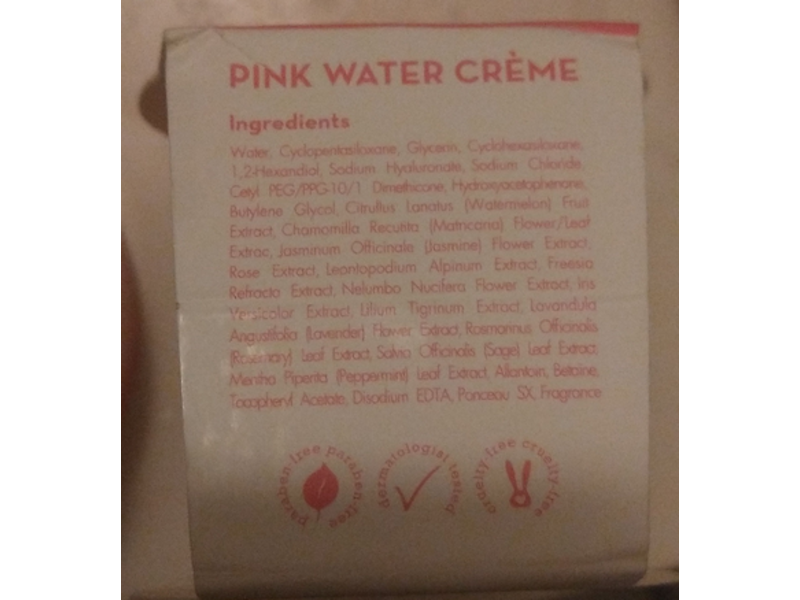 PINK WATER CRÈME
Ingredients
Water, Cyclopentasiloxane, Glycerin, Cyclohexasiloxane,
1,2-Hexandiol, Sodium Hyaluronate, Sodium Chloride,
Cetyl PEG/PPG-10/1 Dimethicone, Hydroxyacetophenone,
Butylene Glycol, Citrullus Lanatus (Watermelon) Fruit
Extract, Chamomilla Recutita (Matricaria) Flower/Leaf
Extrac, Jasminum Officinale (Jasmine) Flower Extract,
Rose Extract, Leontopodium Alpinum Extract, Freesia
Refracta Extract, Nelumbo Nucifera Flower Extract, Iris
Versicolor Extract, Lilium Tigrinum Extract, Lavandula
Angustifolia (Lavender) Flower Extract, Rosmarinus Officinalis
(Rosemary) Leaf Extract, Salvia Officinalis (Sage) Leaf Extract,
Mentha Piperita (Peppermint) Leaf Extract, Allantoin, Betaine,
Tocopheryl Acetate, Disodium EDTA, Ponceau SX, Fragrance
paraben-free paraben-free
dermatologist tested
cruelty-free cruelty-free